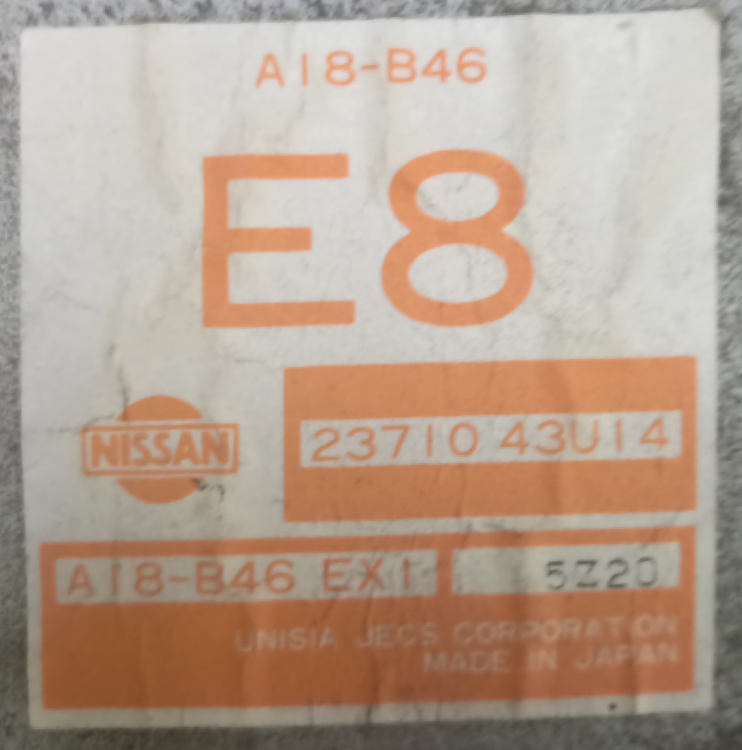 A18-B46
E8
NISSAN
23710 43U14
A18-B46 EX1 5Z20
UNISIA JECS CORPORATION
MADE IN JAPAN